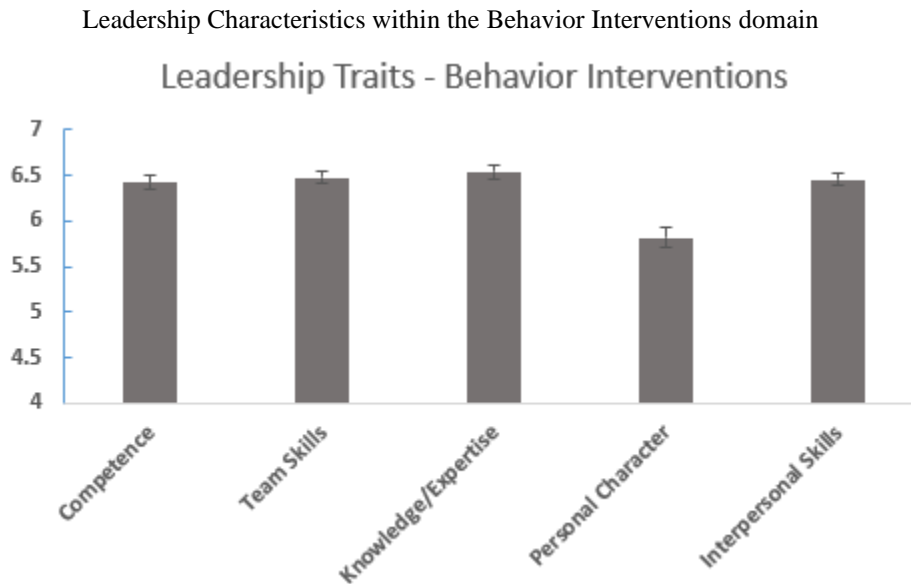 Leadership Characteristics within the Behavior Interventions domain
Leadership Traits - Behavior Interventions
7
6.5
6
5.5
5
4.5
4
Competence
Team Skills
Knowledge/Expertise
Personal Character
Interpersonal Skills